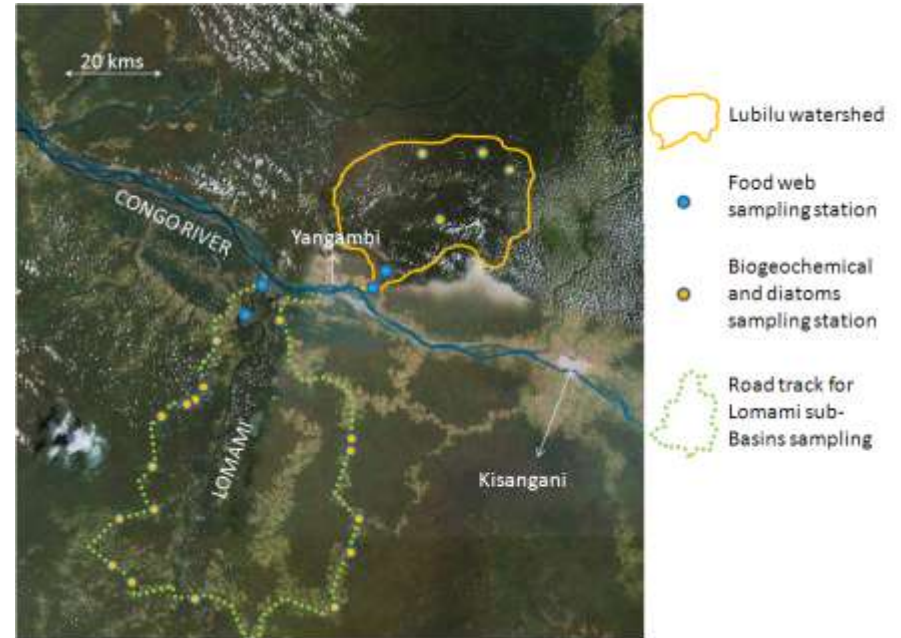 20 kms
CONGO RIVER
Yangambi
LOMAMI
Kisangani
Lubilu watershed
Food web
sampling station
Biogeochemical
and diatoms
sampling station
Road track for
Lomami sub-
Basins sampling